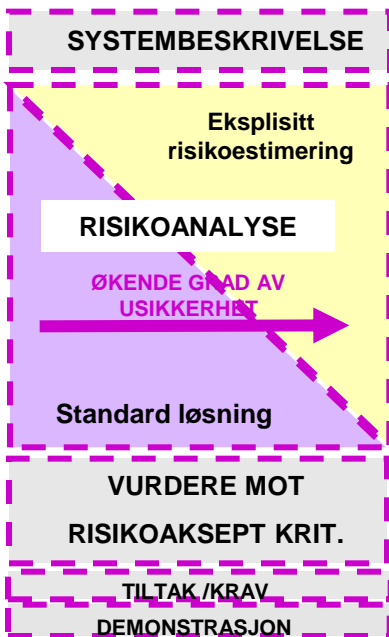 SYSTEMBESKRIVELSE
Eksplisitt
risikoestimering
RISIKOANALYSE
ØKENDE GRAD AV
USIKKERHET
Standard løsning
VURDERE MOT
RISIKOAKSEPT KRIT.
TILTAK /KRAV
DEMONSTRASJON